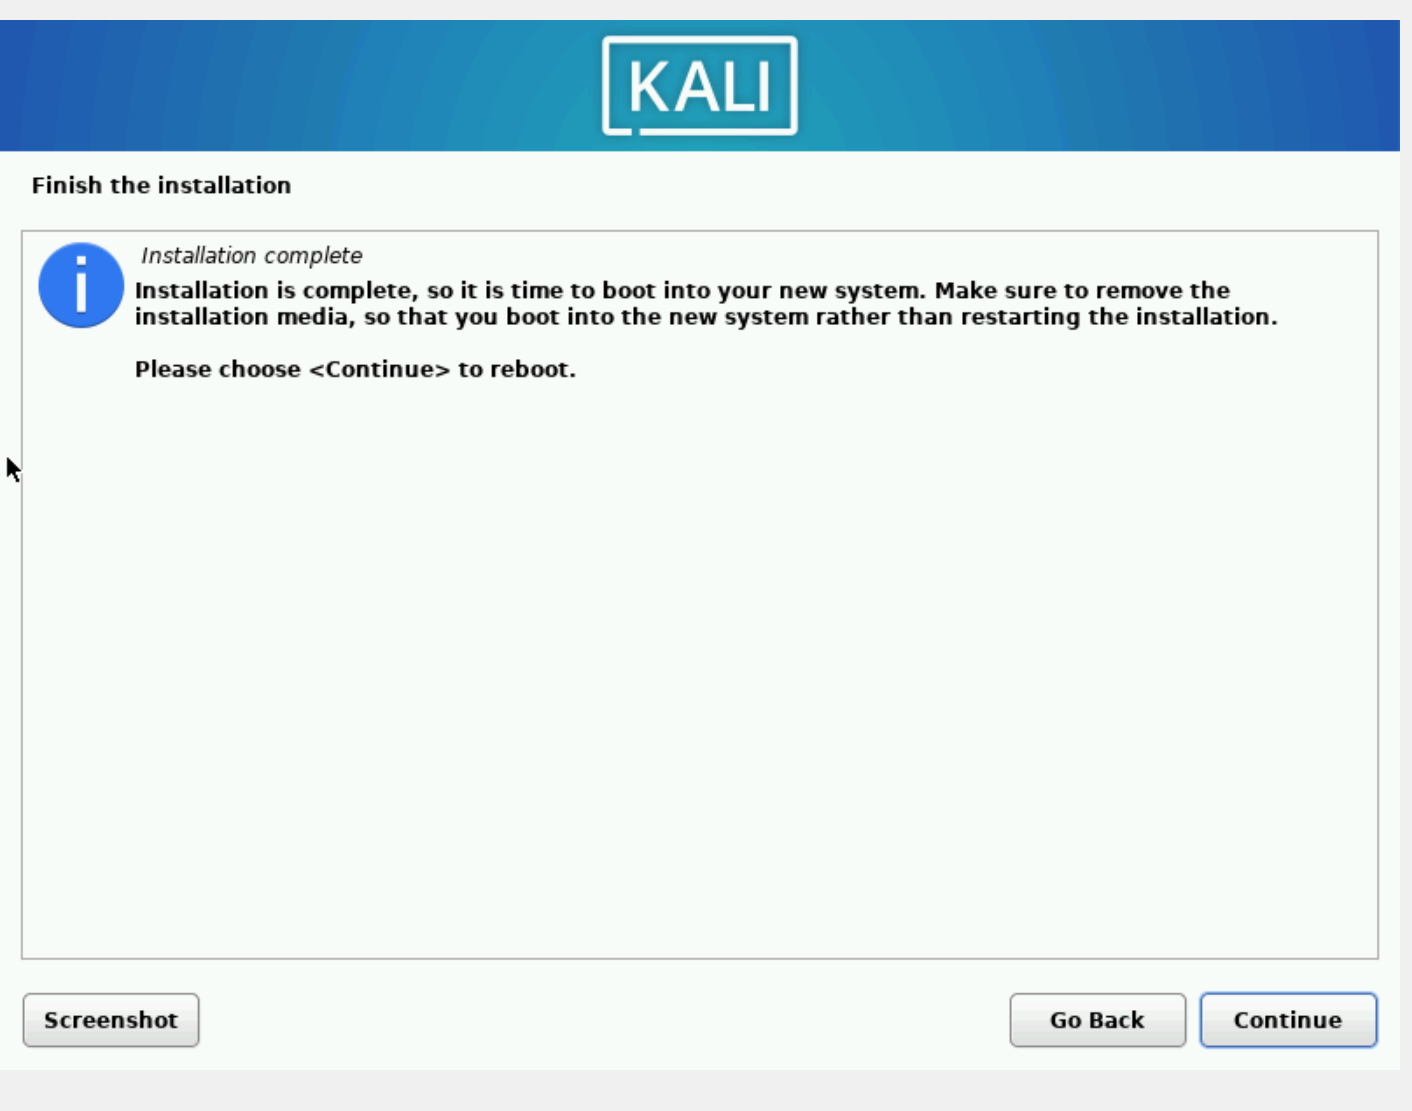 KALI
Finish the installation
Installation complete
Installation is complete, so it is time to boot into your new system. Make sure to remove the
installation media, so that you boot into the new system rather than restarting the installation.
Please choose <Continue> to reboot.
Screenshot
Go Back
Continue